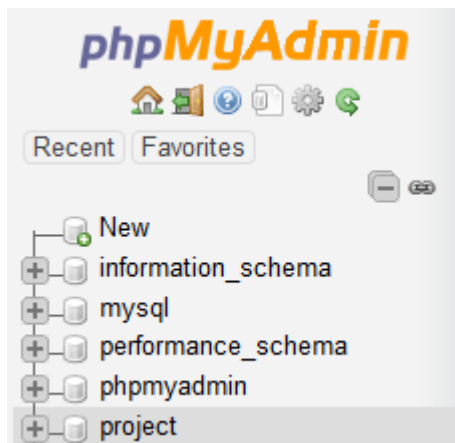 phpMyAdmin
Recent Favorites
New
information_schema
mysql
performance_schema
phpmyadmin
project